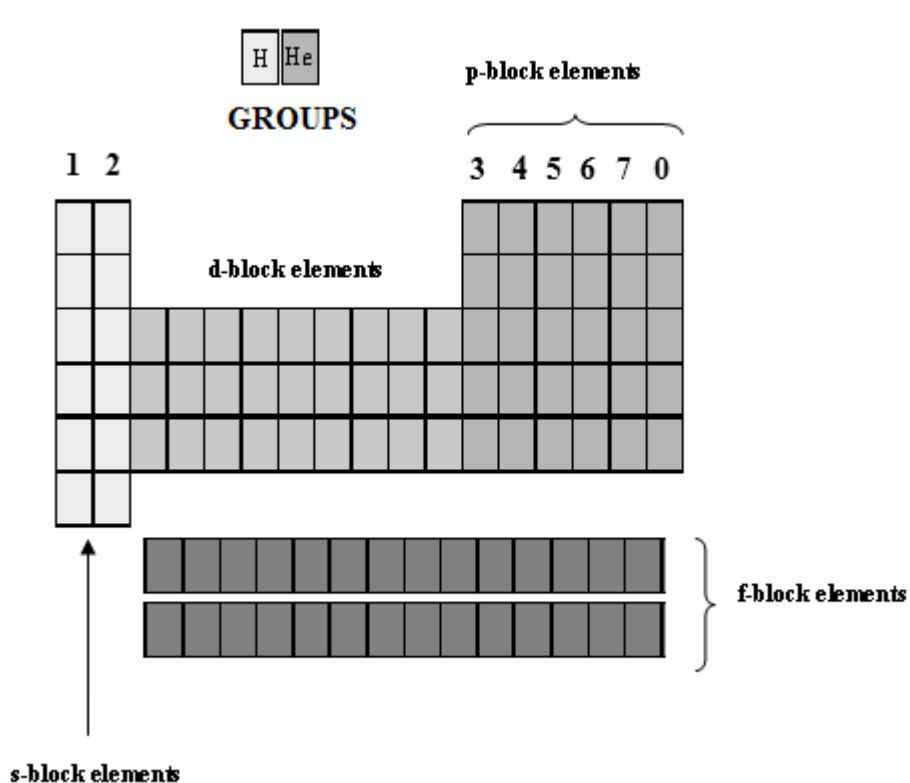 H He
p-block elements
GROUPS
1 2
3 4 5 6 7 0
d-block elements
f-block elements
s-block elements